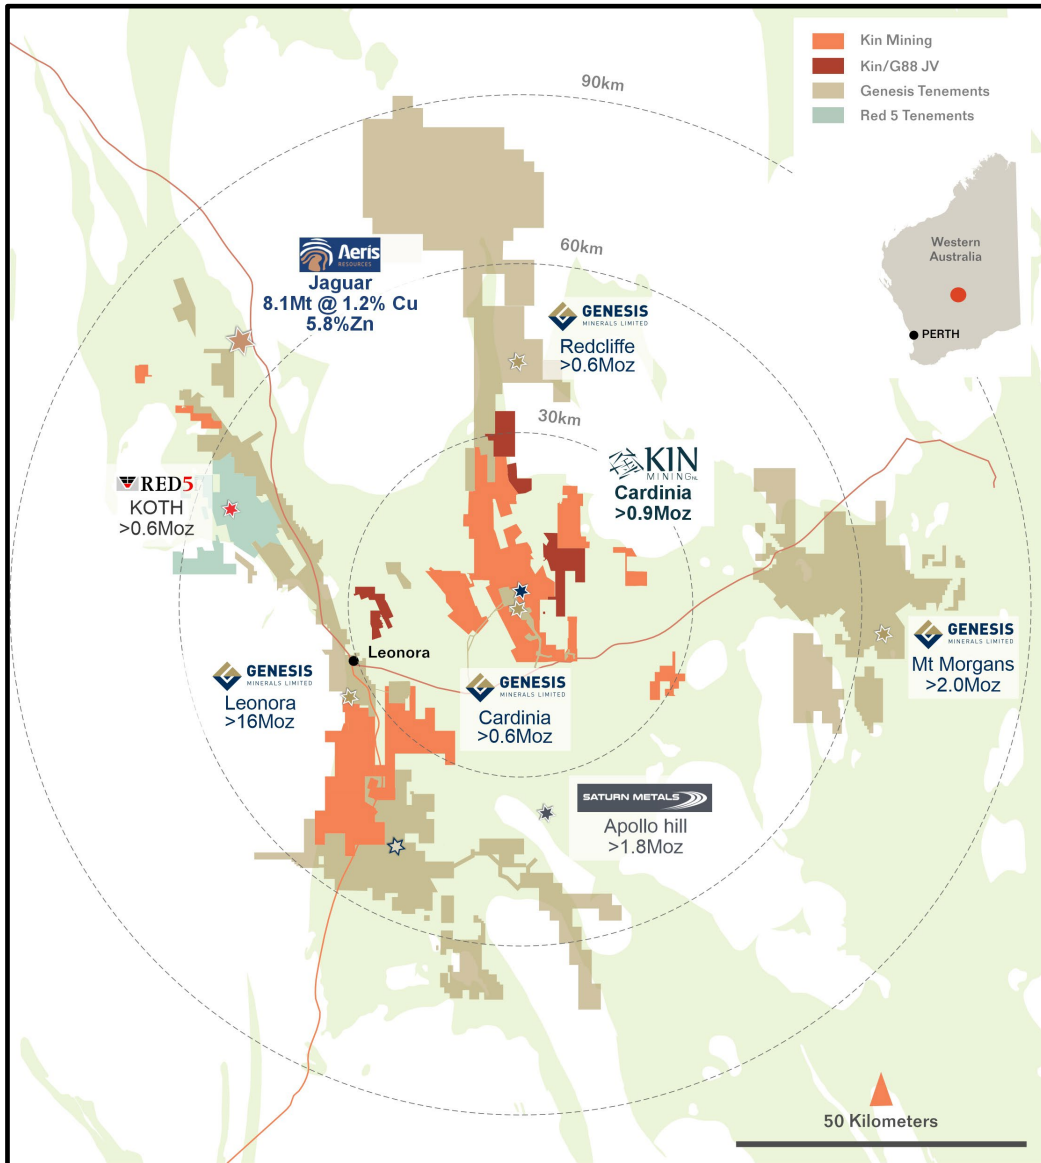 Kin Mining
Kin/G88 JV
Genesis Tenements
Red 5 Tenements
90km
Western
Australia
PERTH
60km
Aeris
RESOURCES
Jaguar
8.1Mt @ 1.2% Cu
5.8%Zn
GENESIS
MINERALS LIMITED
Redcliffe
>0.6Moz
30km
KIN
MINING NL
Cardinia
>0.9Moz
RED5
KOTH
>0.6Moz
Leonora
GENESIS
MINERALS LIMITED
Leonora
>16Moz
GENESIS
MINERALS LIMITED
Cardinia
>0.6Moz
GENESIS
MINERALS LIMITED
Mt Morgans
>2.0Moz
SATURN METALS
Apollo hill
>1.8Moz
50 Kilometers